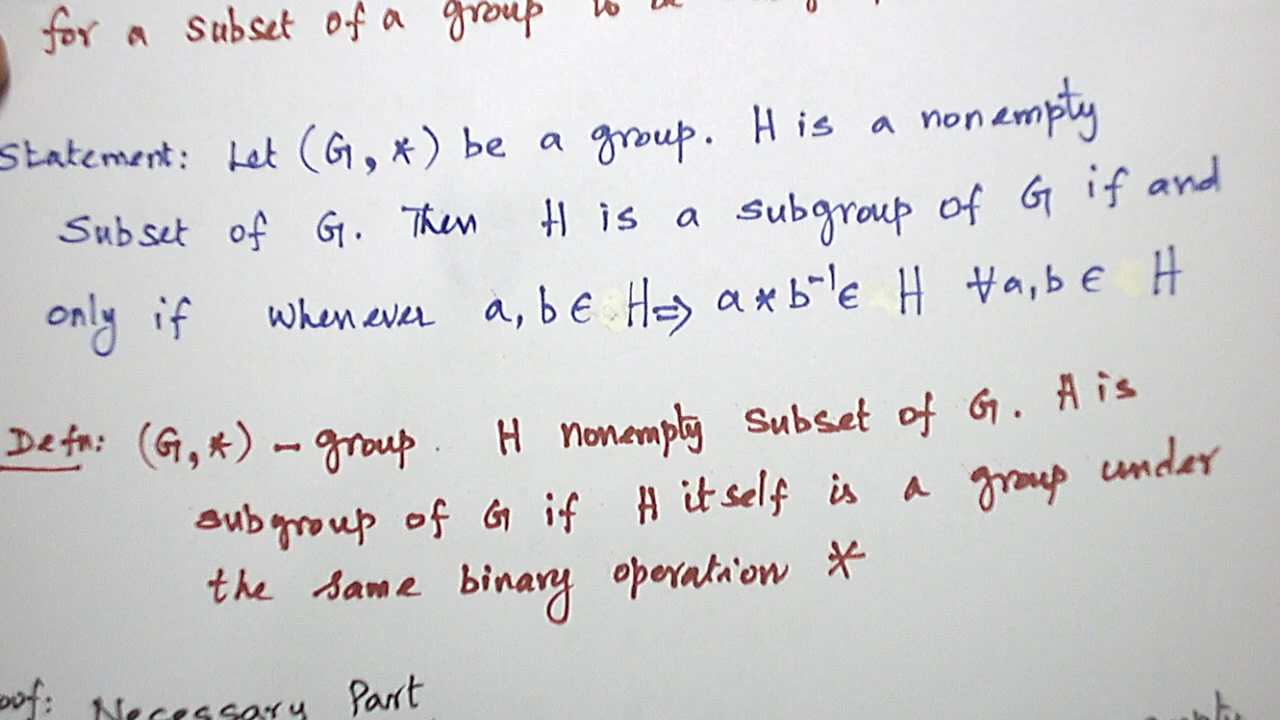 for a subset of a group
Statement: Let (G, *) be a group. H is a nonempty
Subset of G. Then H is a subgroup of G if and
only if whenever a, b ∈ H ⇒ a * b⁻¹ ∈ H ∀ a, b ∈ H
Defn: (G, *) - group. H nonempty subset of G. H is
subgroup of G if H itself is a group under
the same binary operation *
oof: Necessary Part